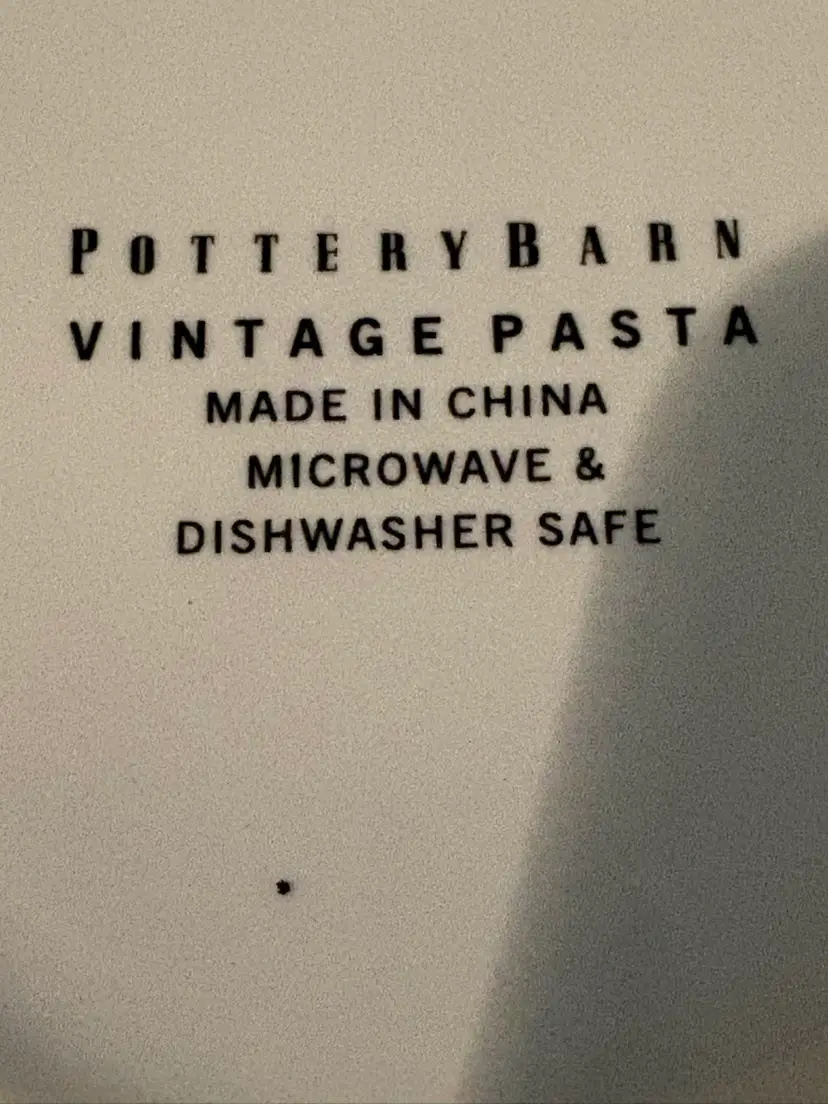 POTTERYBARN
VINTAGE PASTA
MADE IN CHINA
MICROWAVE &
DISHWASHER SAFE